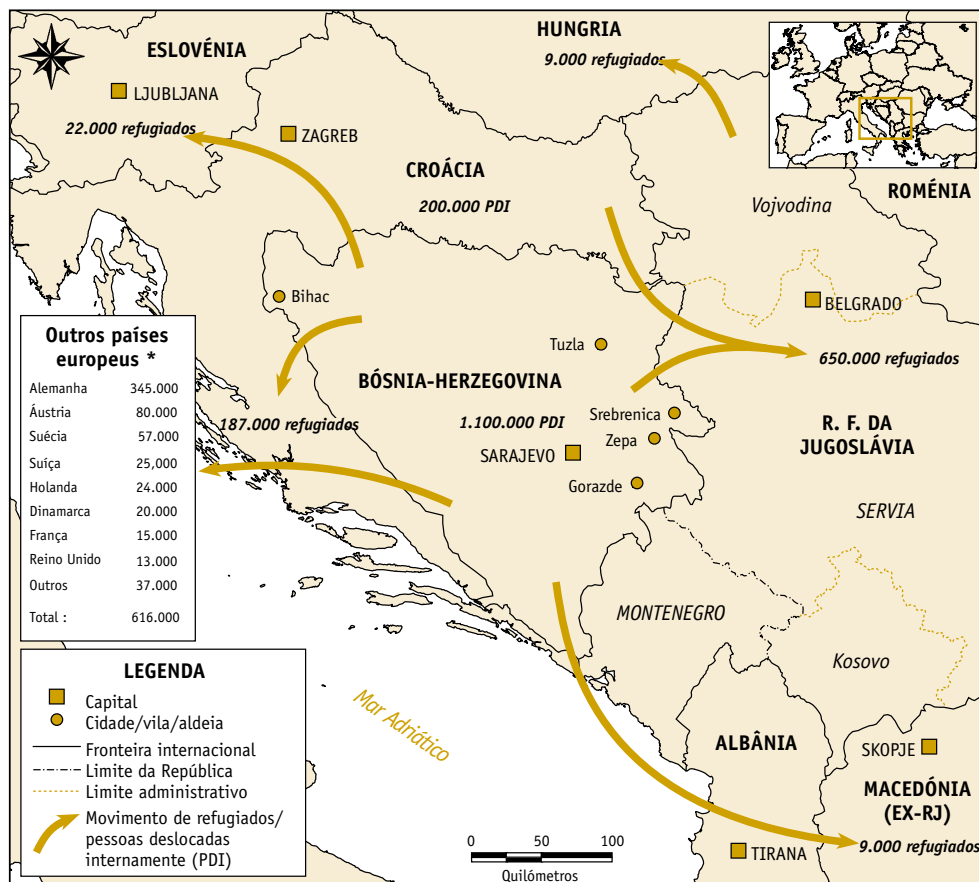 HUNGRIA
9.000 refugiados
ESLOVÉNIA
LJUBLJANA
22.000 refugiados
ZAGREB
CROÁCIA
200.000 PDI
ROMÉNIA
Vojvodina
BELGRADO
650.000 refugiados
Bihac
Tuzla
BÓSNIA-HERZEGOVINA
1.100.000 PDI
187.000 refugiados
Srebrenica
Zepa
SARAJEVO
Gorazde
R. F. DA
JUGOSLÁVIA
SERVIA
MONTENEGRO
Kosovo
ALBÂNIA
SKOPJE
MACEDÓNIA
(EX-RJ)
9.000 refugiados
TIRANA
Mar Adriático
Outros países
europeus *
Alemanha 345.000
Áustria 80.000
Suécia 57.000
Suíça 25,000
Holanda 24.000
Dinamarca 20.000
França 15.000
Reino Unido 13.000
Outros 37.000
Total : 616.000
LEGENDA
Capital
Cidade/vila/aldeia
Fronteira internacional
Limite da República
Limite administrativo
Movimento de refugiados/
pessoas deslocadas
internamente (PDI)
0 50 100
Quilómetros